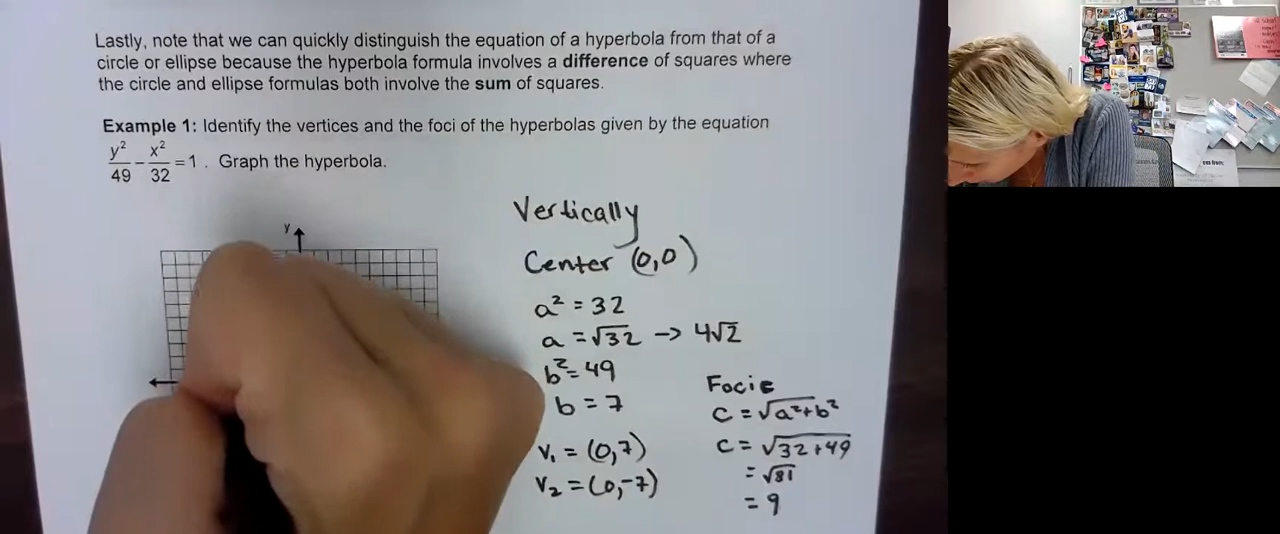 Lastly, note that we can quickly distinguish the equation of a hyperbola from that of a
circle or ellipse because the hyperbola formula involves a difference of squares where
the circle and ellipse formulas both involve the sum of squares.
Example 1: Identify the vertices and the foci of the hyperbolas given by the equation
y²/49 - x²/32 = 1 . Graph the hyperbola.
y
Vertically
Center (0,0)
a² = 32
a = √32 -> 4√2
b² = 49
b = 7
V₁ = (0,7)
V₂ = (0,-7)
Focie
c = √a²+b²
c = √32+49
= √81
= 9